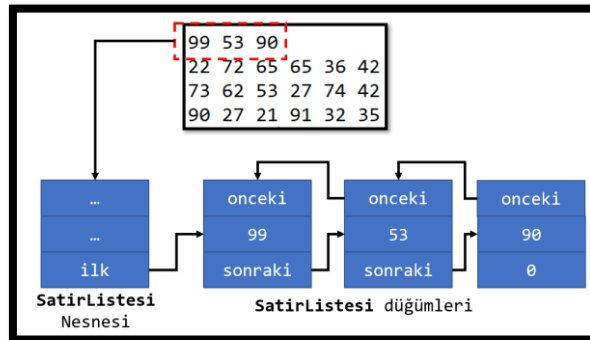 99 53 90
22 72 65 65 36 42
73 62 53 27 74 42
90 27 21 91 32 35
… onceki onceki onceki
… 99 53 90
ilk sonraki sonraki 0
SatirListesi Nesnesi
SatirListesi düğümleri